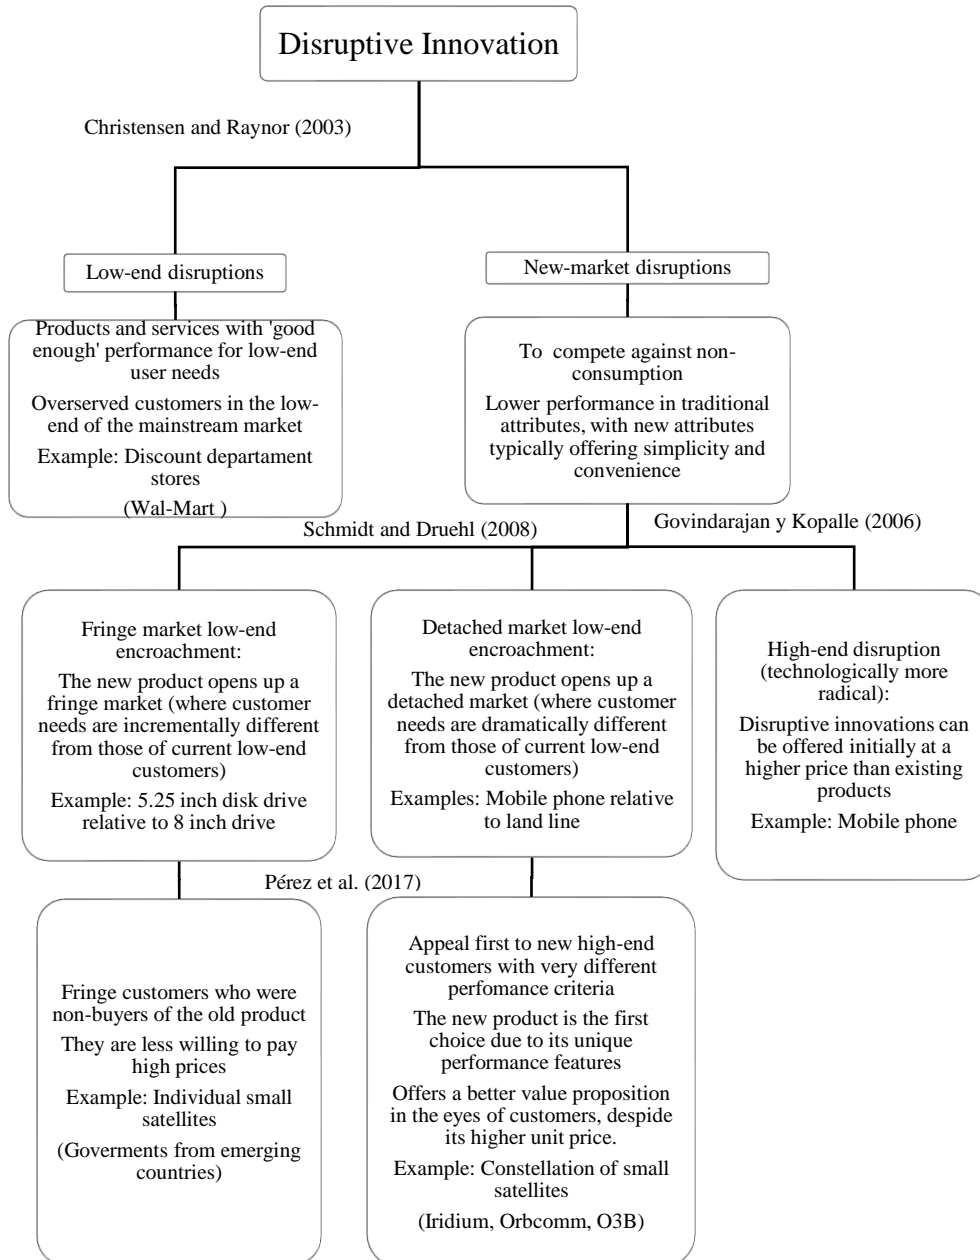 Disruptive Innovation
Christensen and Raynor (2003)
Low-end disruptions
New-market disruptions
Products and services with 'good
enough' performance for low-end
user needs
Overserved customers in the low-
end of the mainstream market
Example: Discount departament
stores
(Wal-Mart )
To compete against non-
consumption
Lower performance in traditional
attributes, with new attributes
typically offering simplicity and
convenience
Schmidt and Druehl (2008)
Govindarajan y Kopalle (2006)
Fringe market low-end
encroachment:
The new product opens up a
fringe market (where customer
needs are incrementally different
from those of current low-end
customers)
Example: 5.25 inch disk drive
relative to 8 inch drive
Detached market low-end
encroachment:
The new product opens up a
detached market (where customer
needs are dramatically different
from those of current low-end
customers)
Examples: Mobile phone relative
to land line
High-end disruption
(technologically more
radical):
Disruptive innovations can
be offered initially at a
higher price than existing
products
Example: Mobile phone
Pérez et al. (2017)
Fringe customers who were
non-buyers of the old product
They are less willing to pay
high prices
Example: Individual small
satellites
(Goverments from emerging
countries)
Appeal first to new high-end
customers with very different
perfomance criteria
The new product is the first
choice due to its unique
performance features
Offers a better value proposition
in the eyes of customers, despide
its higher unit price.
Example: Constellation of small
satellites
(Iridium, Orbcomm, O3B)